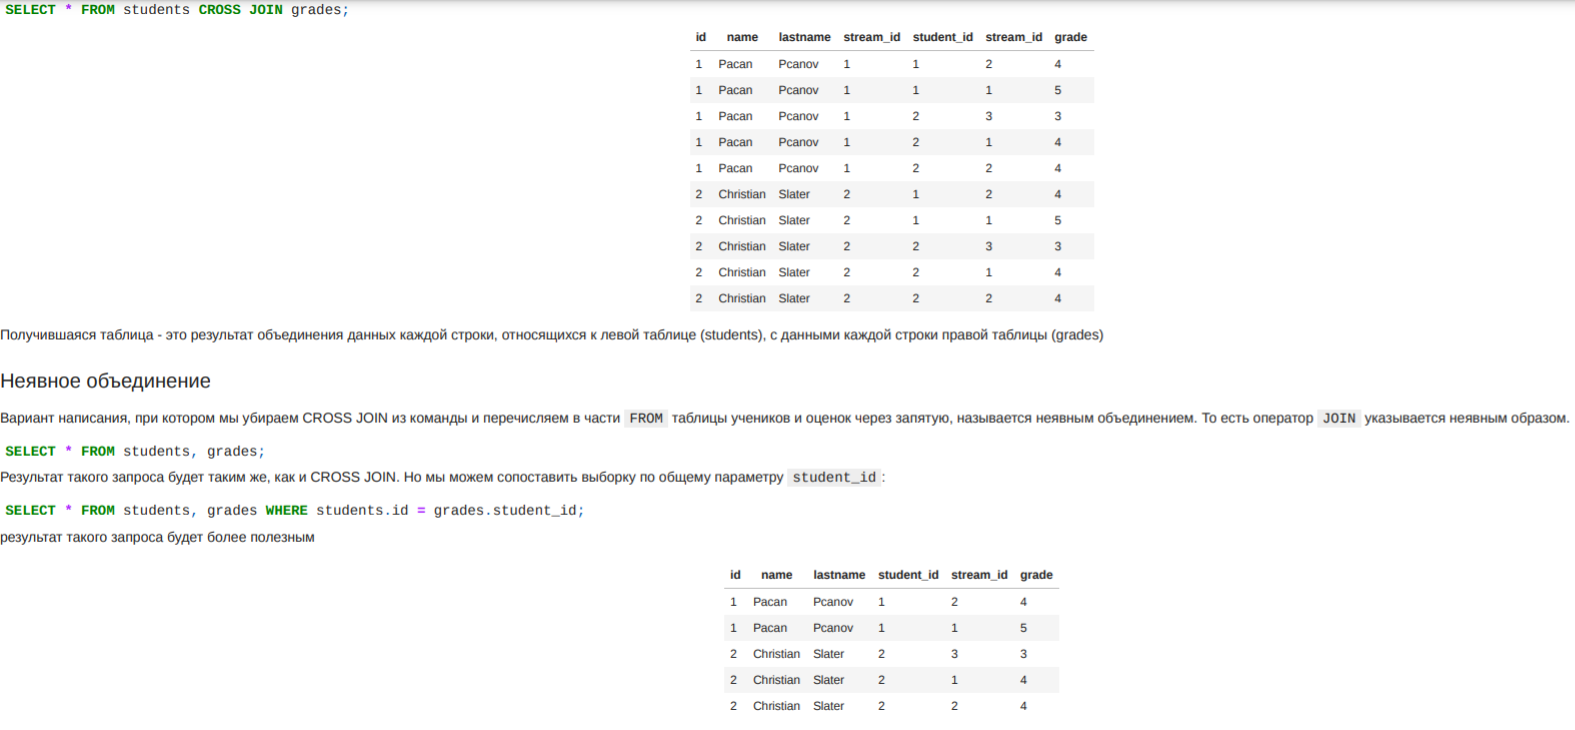 SELECT * FROM students CROSS JOIN grades;
id name lastname stream_id student_id stream_id grade
1 Pacan Pcanov 1 1 2 4
1 Pacan Pcanov 1 1 1 5
1 Pacan Pcanov 1 2 3 3
1 Pacan Pcanov 1 2 1 4
1 Pacan Pcanov 1 2 2 4
2 Christian Slater 2 1 2 4
2 Christian Slater 2 1 1 5
2 Christian Slater 2 2 3 3
2 Christian Slater 2 2 1 4
2 Christian Slater 2 2 2 4
Получившаяся таблица - это результат объединения данных каждой строки, относящихся к левой таблице (students), с данными каждой строки правой таблицы (grades)
Неявное объединение
Вариант написания, при котором мы убираем CROSS JOIN из команды и перечисляем в части FROM таблицы учеников и оценок через запятую, называется неявным объединением. То есть оператор JOIN указывается неявным образом.
SELECT * FROM students, grades;
Результат такого запроса будет таким же, как и CROSS JOIN. Но мы можем сопоставить выборку по общему параметру student_id :
SELECT * FROM students, grades WHERE students.id = grades.student_id;
результат такого запроса будет более полезным
id name lastname student_id stream_id grade
1 Pacan Pcanov 1 2 4
1 Pacan Pcanov 1 1 5
2 Christian Slater 2 3 3
2 Christian Slater 2 1 4
2 Christian Slater 2 2 4